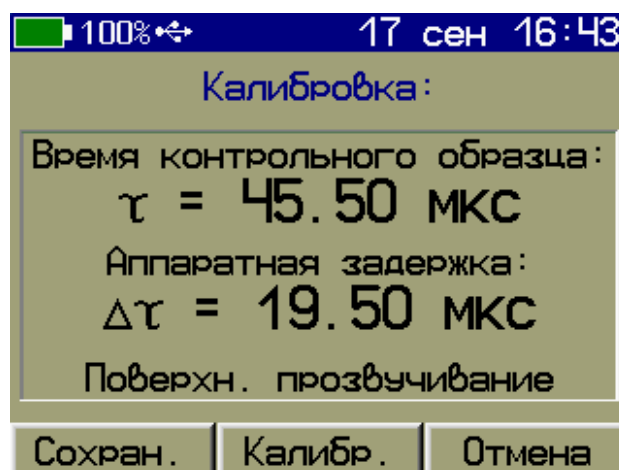 100% 17 сен 16:43
Калибровка:
Время контрольного образца:
τ = 45.50 мкс
Аппаратная задержка:
Δτ = 19.50 мкс
Поверхн. прозвучивание
Сохран. Калибр. Отмена